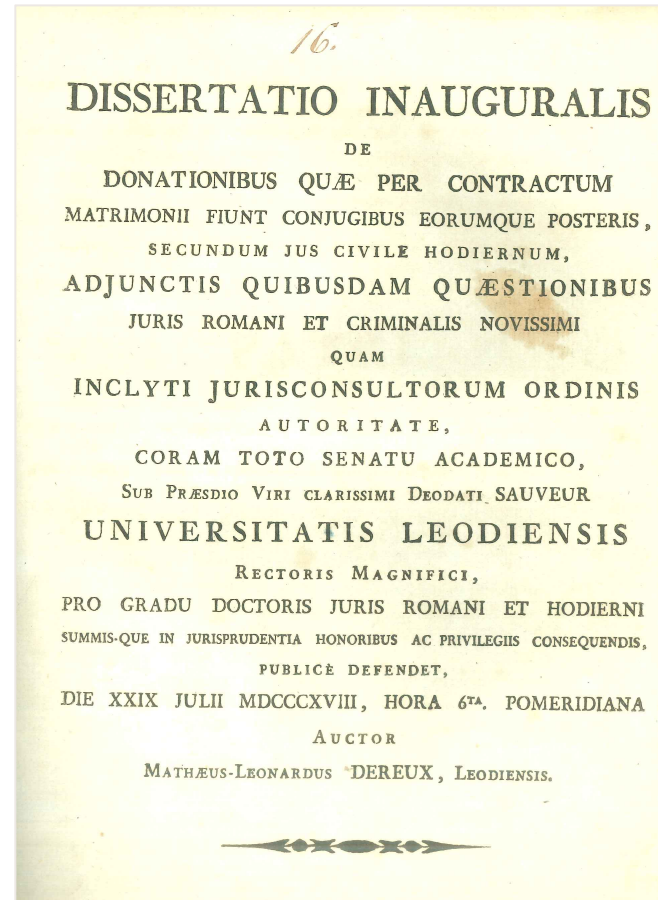 16.
DISSERTATIO INAUGURALIS
DE
DONATIONIBUS QUÆ PER CONTRACTUM
MATRIMONII FIUNT CONJUGIBUS EORUMQUE POSTERIS,
SECUNDUM JUS CIVILE HODIERNUM,
ADJUNCTIS QUIBUSDAM QUÆSTIONIBUS
JURIS ROMANI ET CRIMINALIS NOVISSIMI
QUAM
INCLYTI JURISCONSULTORUM ORDINIS
AUTORITATE,
CORAM TOTO SENATU ACADEMICO,
SUB PRÆSDIO VIRI CLARISSIMI DEODATI SAUVEUR
UNIVERSITATIS LEODIENSIS
RECTORIS MAGNIFICI,
PRO GRADU DOCTORIS JURIS ROMANI ET HODIERNI
SUMMIS-QUE IN JURISPRUDENTIA HONORIBUS AC PRIVILEGIIS CONSEQUENDIS,
PUBLICÈ DEFENDET,
DIE XXIX JULII MDCCCXVIII, HORA 6TA. POMERIDIANA
AUCTOR
MATHÆUS-LEONARDUS DEREUX, LEODIENSIS.